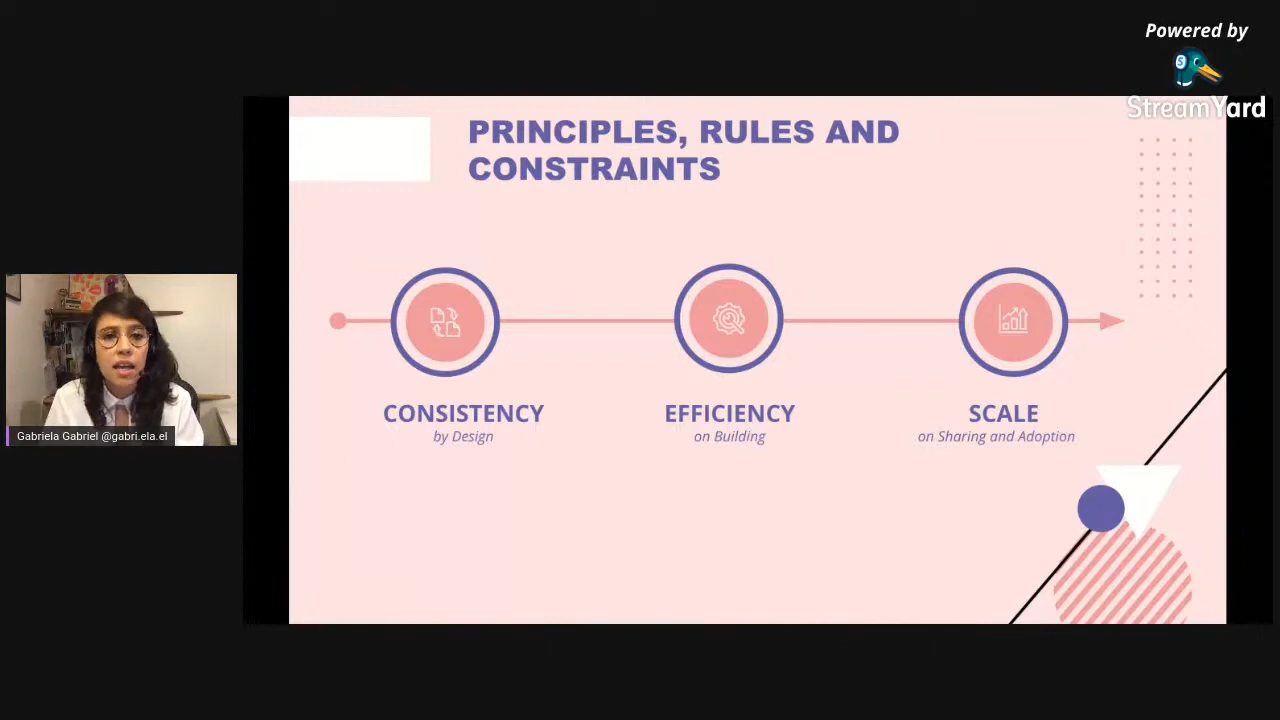 Powered by
StreamYard
PRINCIPLES, RULES AND
CONSTRAINTS
CONSISTENCY
by Design
EFFICIENCY
on Building
SCALE
on Sharing and Adoption
Gabriela Gabriel @gabri.ela.el